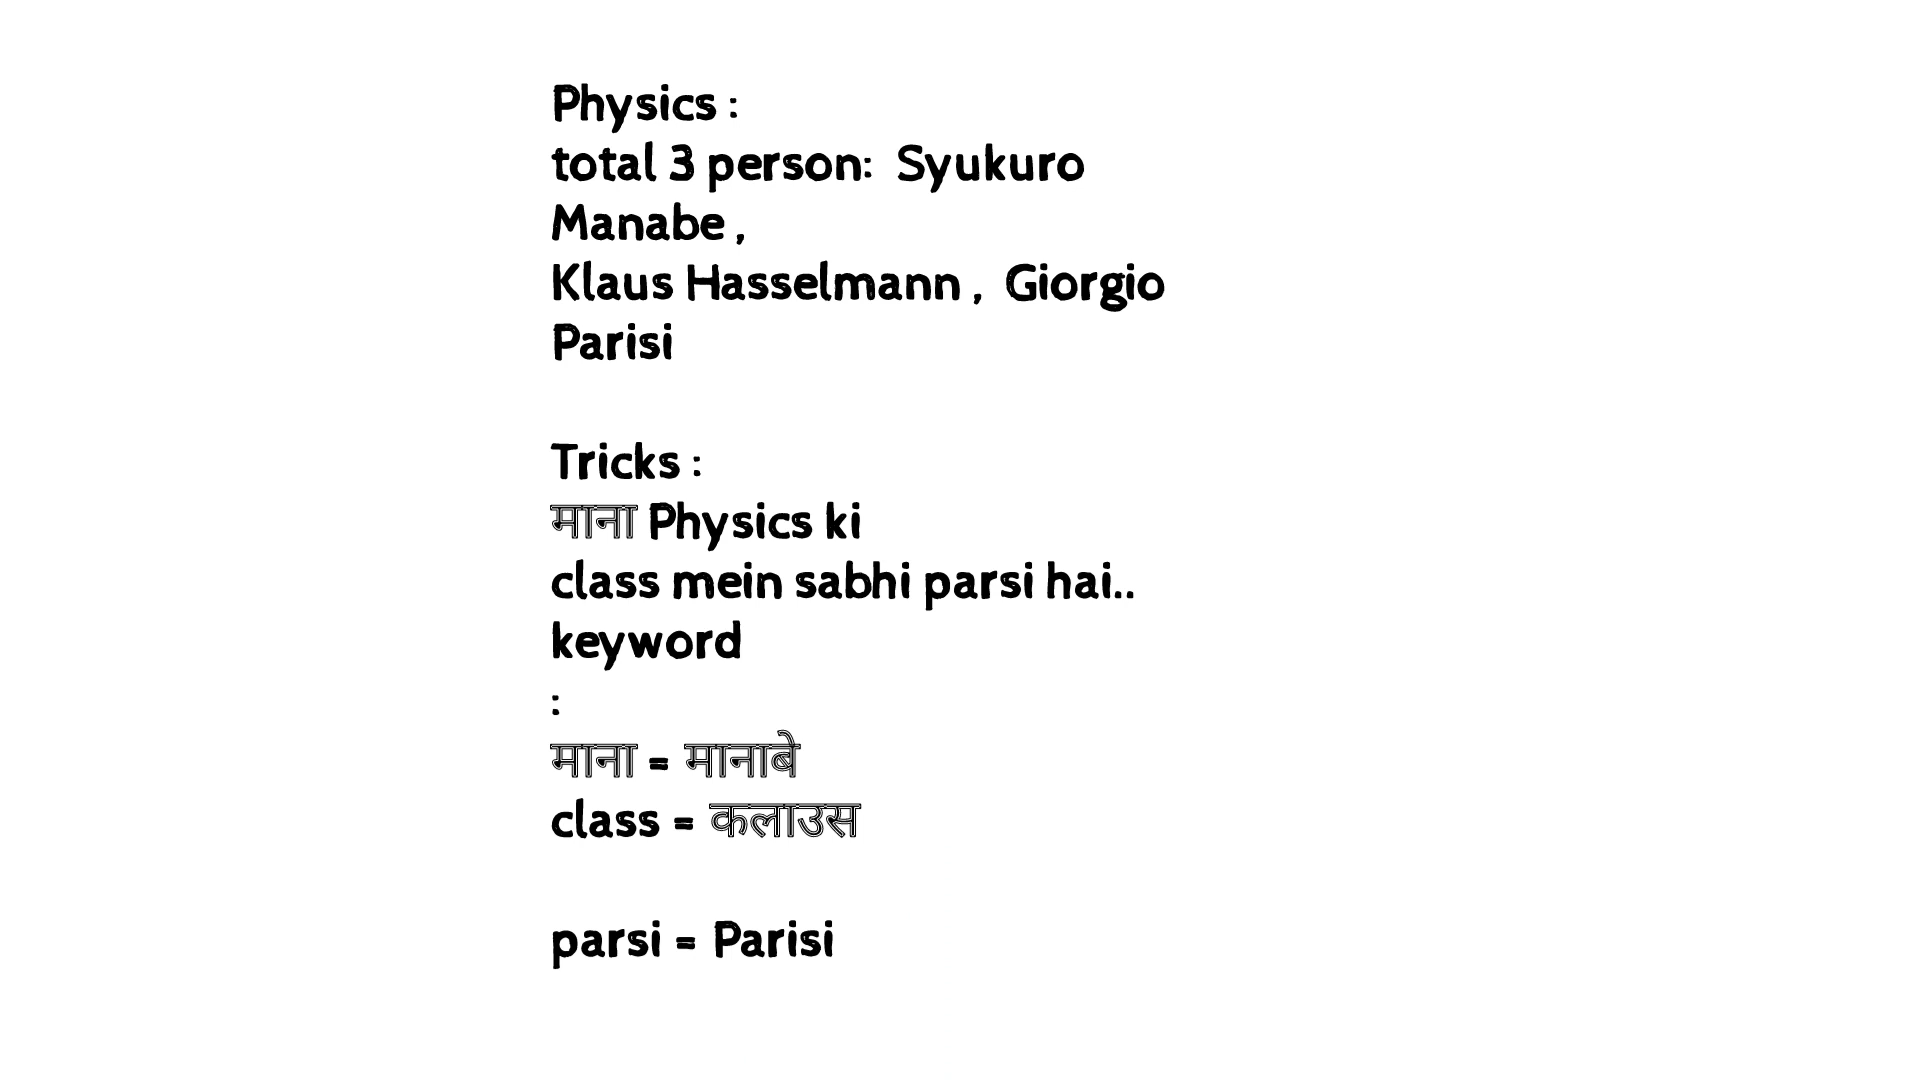 Physics :
total 3 person:  Syukuro
Manabe ,
Klaus Hasselmann ,  Giorgio
Parisi
Tricks :
माना Physics ki
class mein sabhi parsi hai..
keyword
:
माना = मानाबे
class = कलाउस
parsi = Parisi